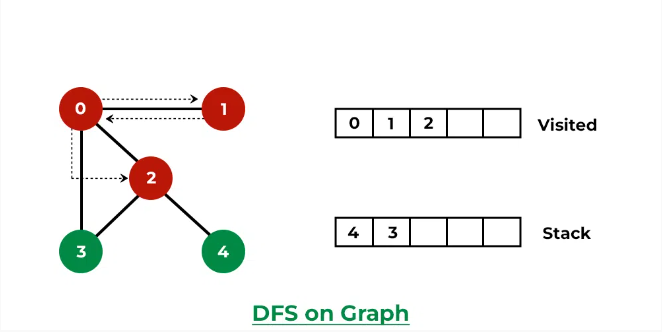 0 1
0 1 2 Visited
2
3 4
4 3 Stack
DFS on Graph